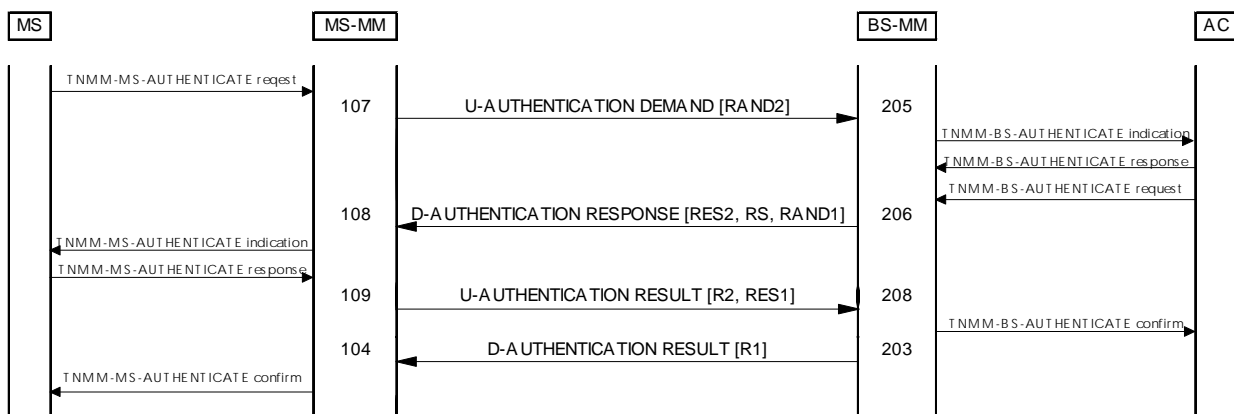 MS MS-MM BS-MM AC
TNMM-MS-AUTHENTICATE reqest
107 U-AUTHENTICATION DEMAND [RAND2] 205
TNMM-BS-AUTHENTICATE indication
TNMM-BS-AUTHENTICATE response
TNMM-BS-AUTHENTICATE request
108 D-AUTHENTICATION RESPONSE [RES2, RS, RAND1] 206
TNMM-MS-AUTHENTICATE indication
TNMM-MS-AUTHENTICATE response
109 U-AUTHENTICATION RESULT [R2, RES1] 208
TNMM-BS-AUTHENTICATE confirm
104 D-AUTHENTICATION RESULT [R1] 203
TNMM-MS-AUTHENTICATE confirm